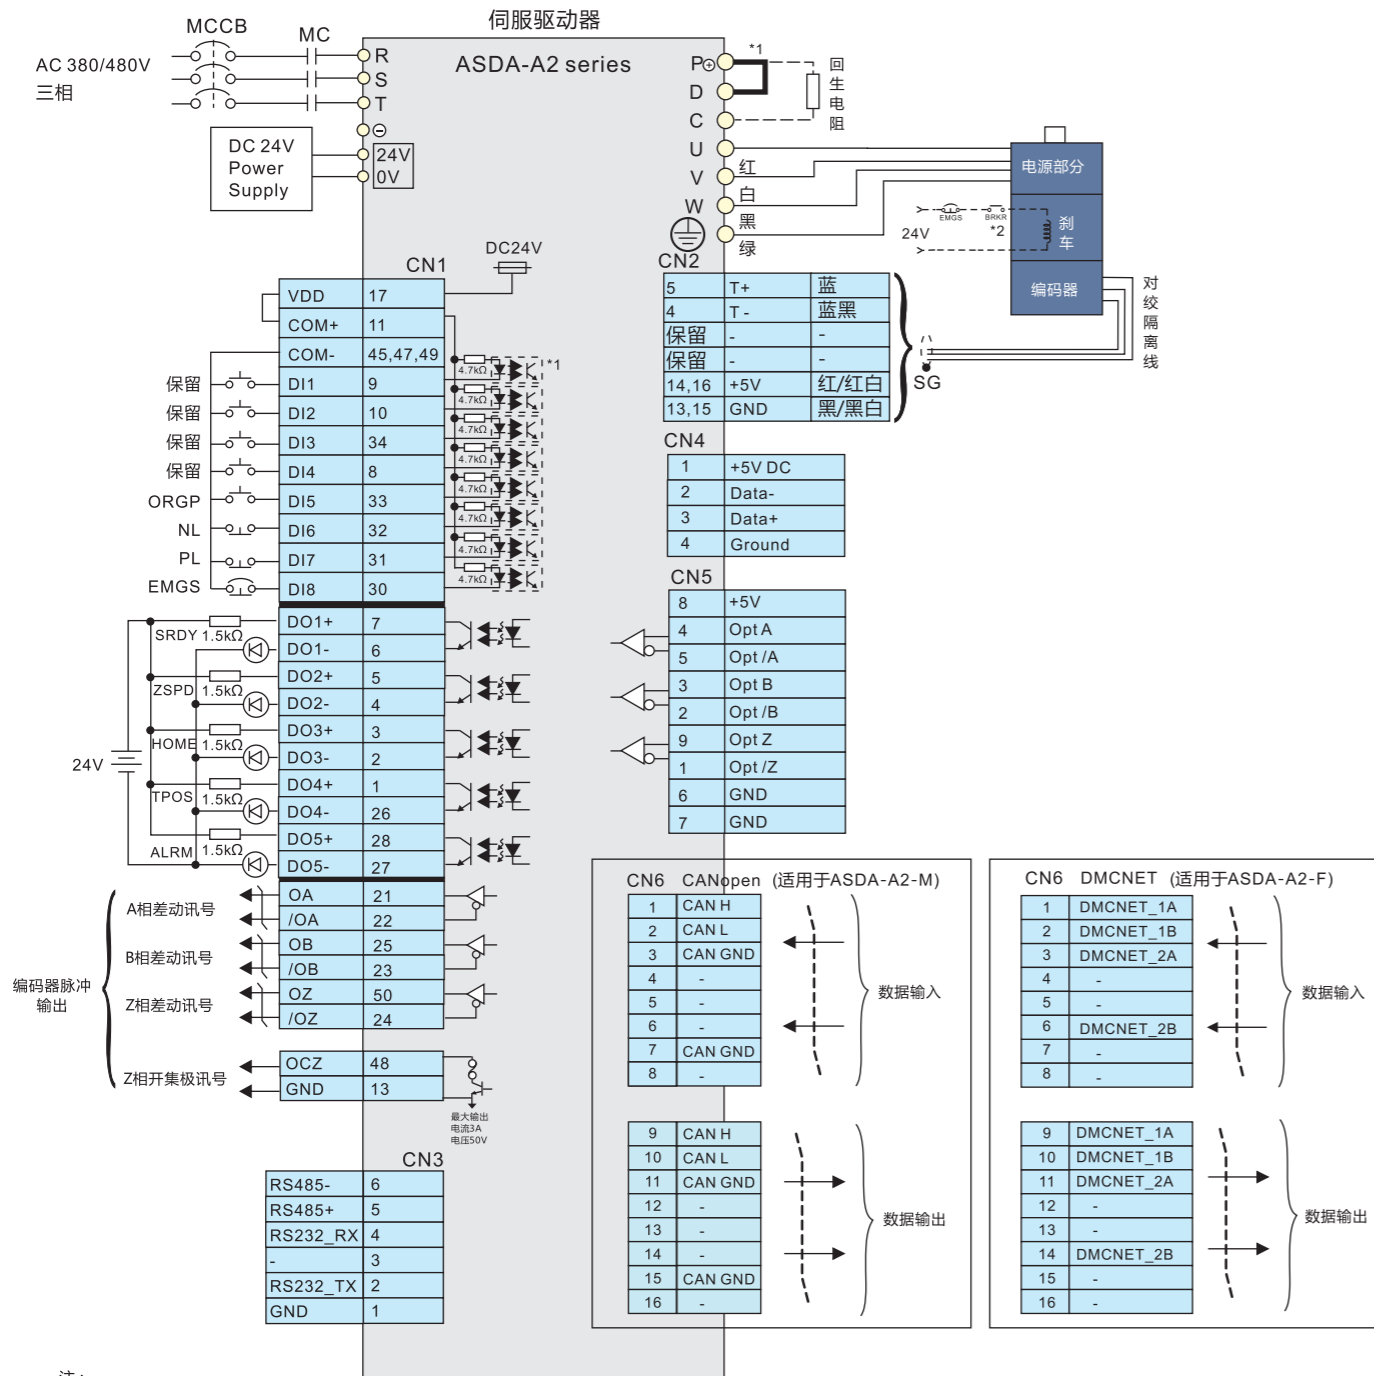 伺服驱动器
ASDA-A2 series
MCCB
MC
AC 380/480V
三相
R
S
T
⊖
DC 24V
Power
Supply
24V
0V
P⊕
D
C
U
V
W
*1
回生电阻
红
白
黑
绿
电源部分
刹车
编码器
EMGS
BRKR
24V
*2
对绞隔离线
SG
DC24V
CN1
VDD 17
COM+ 11
COM- 45,47,49
保留 DI1 9
保留 DI2 10
保留 DI3 34
保留 DI4 8
ORGP DI5 33
NL DI6 32
PL DI7 31
EMGS DI8 30
4.7kΩ
*1
4.7kΩ
4.7kΩ
4.7kΩ
4.7kΩ
4.7kΩ
4.7kΩ
4.7kΩ
24V
SRDY 1.5kΩ
DO1+ 7
DO1- 6
ZSPD 1.5kΩ
DO2+ 5
DO2- 4
HOME 1.5kΩ
DO3+ 3
DO3- 2
TPOS 1.5kΩ
DO4+ 1
DO4- 26
ALRM 1.5kΩ
DO5+ 28
DO5- 27
编码器脉冲
输出
A相差动讯号
OA 21
/OA 22
B相差动讯号
OB 25
/OB 23
Z相差动讯号
OZ 50
/OZ 24
Z相开集极讯号
OCZ 48
GND 13
最大输出
电流3A
电压50V
CN3
RS485- 6
RS485+ 5
RS232_RX 4
- 3
RS232_TX 2
GND 1
CN2
5 T+ 蓝
4 T - 蓝黑
保留 - -
保留 - -
14,16 +5V 红/红白
13,15 GND 黑/黑白
CN4
1 +5V DC
2 Data-
3 Data+
4 Ground
CN5
8 +5V
4 Opt A
5 Opt /A
3 Opt B
2 Opt /B
9 Opt Z
1 Opt /Z
6 GND
7 GND
CN6 CANopen (适用于ASDA-A2-M)
1 CAN H
2 CAN L
3 CAN GND
4 -
5 -
6 -
7 CAN GND
8 -
数据输入
9 CAN H
10 CAN L
11 CAN GND
12 -
13 -
14 -
15 CAN GND
16 -
数据输出
CN6 DMCNET (适用于ASDA-A2-F)
1 DMCNET_1A
2 DMCNET_1B
3 DMCNET_2A
4 -
5 -
6 DMCNET_2B
7 -
8 -
数据输入
9 DMCNET_1A
10 DMCNET_1B
11 DMCNET_2A
12 -
13 -
14 DMCNET_2B
15 -
16 -
数据输出